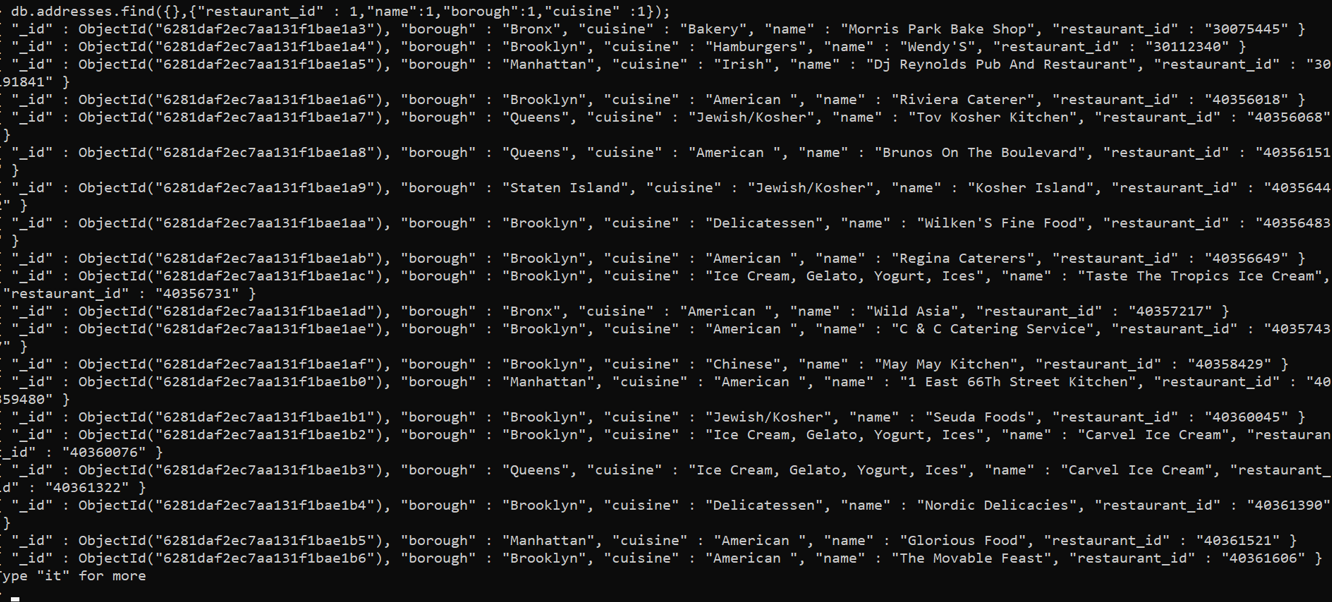 db.addresses.find({},{"restaurant_id" : 1,"name":1,"borough":1,"cuisine" :1});
"_id" : ObjectId("6281daf2ec7aa131f1bae1a3"), "borough" : "Bronx", "cuisine" : "Bakery", "name" : "Morris Park Bake Shop", "restaurant_id" : "30075445" }
"_id" : ObjectId("6281daf2ec7aa131f1bae1a4"), "borough" : "Brooklyn", "cuisine" : "Hamburgers", "name" : "Wendy'S", "restaurant_id" : "30112340" }
"_id" : ObjectId("6281daf2ec7aa131f1bae1a5"), "borough" : "Manhattan", "cuisine" : "Irish", "name" : "Dj Reynolds Pub And Restaurant", "restaurant_id" : "30
191841" }
"_id" : ObjectId("6281daf2ec7aa131f1bae1a6"), "borough" : "Brooklyn", "cuisine" : "American ", "name" : "Riviera Caterer", "restaurant_id" : "40356018" }
"_id" : ObjectId("6281daf2ec7aa131f1bae1a7"), "borough" : "Queens", "cuisine" : "Jewish/Kosher", "name" : "Tov Kosher Kitchen", "restaurant_id" : "40356068"
}
"_id" : ObjectId("6281daf2ec7aa131f1bae1a8"), "borough" : "Queens", "cuisine" : "American ", "name" : "Brunos On The Boulevard", "restaurant_id" : "40356151
" }
"_id" : ObjectId("6281daf2ec7aa131f1bae1a9"), "borough" : "Staten Island", "cuisine" : "Jewish/Kosher", "name" : "Kosher Island", "restaurant_id" : "4035644
2" }
"_id" : ObjectId("6281daf2ec7aa131f1bae1aa"), "borough" : "Brooklyn", "cuisine" : "Delicatessen", "name" : "Wilken'S Fine Food", "restaurant_id" : "40356483
" }
"_id" : ObjectId("6281daf2ec7aa131f1bae1ab"), "borough" : "Brooklyn", "cuisine" : "American ", "name" : "Regina Caterers", "restaurant_id" : "40356649" }
"_id" : ObjectId("6281daf2ec7aa131f1bae1ac"), "borough" : "Brooklyn", "cuisine" : "Ice Cream, Gelato, Yogurt, Ices", "name" : "Taste The Tropics Ice Cream",
"restaurant_id" : "40356731" }
"_id" : ObjectId("6281daf2ec7aa131f1bae1ad"), "borough" : "Bronx", "cuisine" : "American ", "name" : "Wild Asia", "restaurant_id" : "40357217" }
"_id" : ObjectId("6281daf2ec7aa131f1bae1ae"), "borough" : "Brooklyn", "cuisine" : "American ", "name" : "C & C Catering Service", "restaurant_id" : "4035743
7" }
"_id" : ObjectId("6281daf2ec7aa131f1bae1af"), "borough" : "Brooklyn", "cuisine" : "Chinese", "name" : "May May Kitchen", "restaurant_id" : "40358429" }
"_id" : ObjectId("6281daf2ec7aa131f1bae1b0"), "borough" : "Manhattan", "cuisine" : "American ", "name" : "1 East 66Th Street Kitchen", "restaurant_id" : "40
359480" }
"_id" : ObjectId("6281daf2ec7aa131f1bae1b1"), "borough" : "Brooklyn", "cuisine" : "Jewish/Kosher", "name" : "Seuda Foods", "restaurant_id" : "40360045" }
"_id" : ObjectId("6281daf2ec7aa131f1bae1b2"), "borough" : "Brooklyn", "cuisine" : "Ice Cream, Gelato, Yogurt, Ices", "name" : "Carvel Ice Cream", "restauran
t_id" : "40360076" }
"_id" : ObjectId("6281daf2ec7aa131f1bae1b3"), "borough" : "Queens", "cuisine" : "Ice Cream, Gelato, Yogurt, Ices", "name" : "Carvel Ice Cream", "restaurant_
id" : "40361322" }
"_id" : ObjectId("6281daf2ec7aa131f1bae1b4"), "borough" : "Brooklyn", "cuisine" : "Delicatessen", "name" : "Nordic Delicacies", "restaurant_id" : "40361390"
}
"_id" : ObjectId("6281daf2ec7aa131f1bae1b5"), "borough" : "Manhattan", "cuisine" : "American ", "name" : "Glorious Food", "restaurant_id" : "40361521" }
"_id" : ObjectId("6281daf2ec7aa131f1bae1b6"), "borough" : "Brooklyn", "cuisine" : "American ", "name" : "The Movable Feast", "restaurant_id" : "40361606" }
Type "it" for more